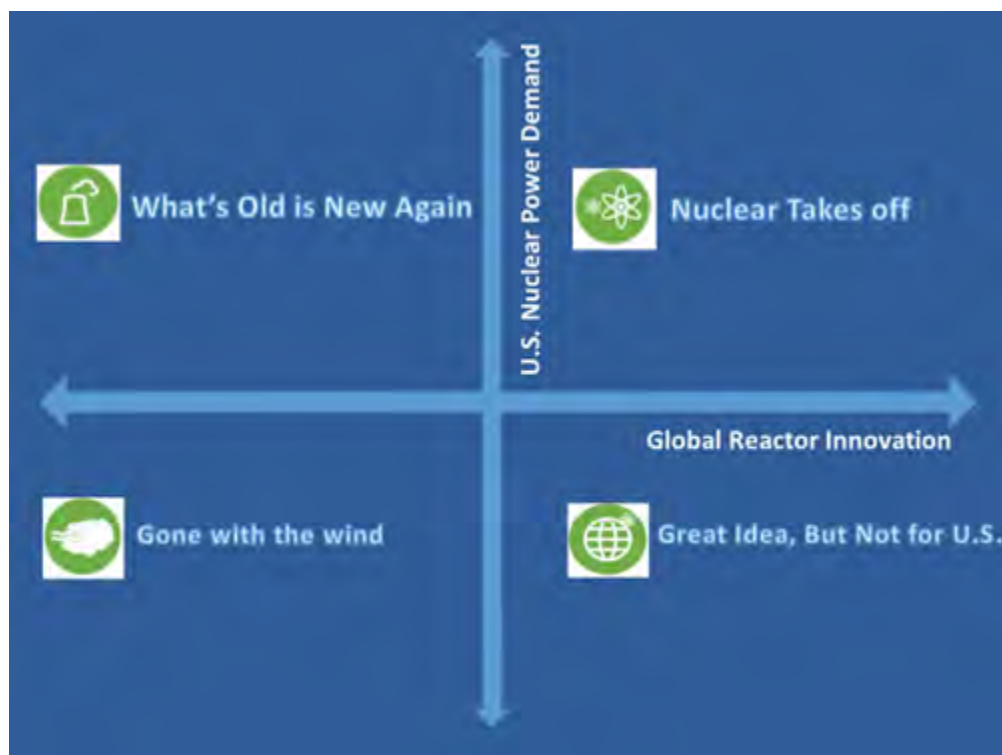 U.S. Nuclear Power Demand
What's Old is New Again
Nuclear Takes off
Global Reactor Innovation
Gone with the wind
Great Idea, But Not for U.S.